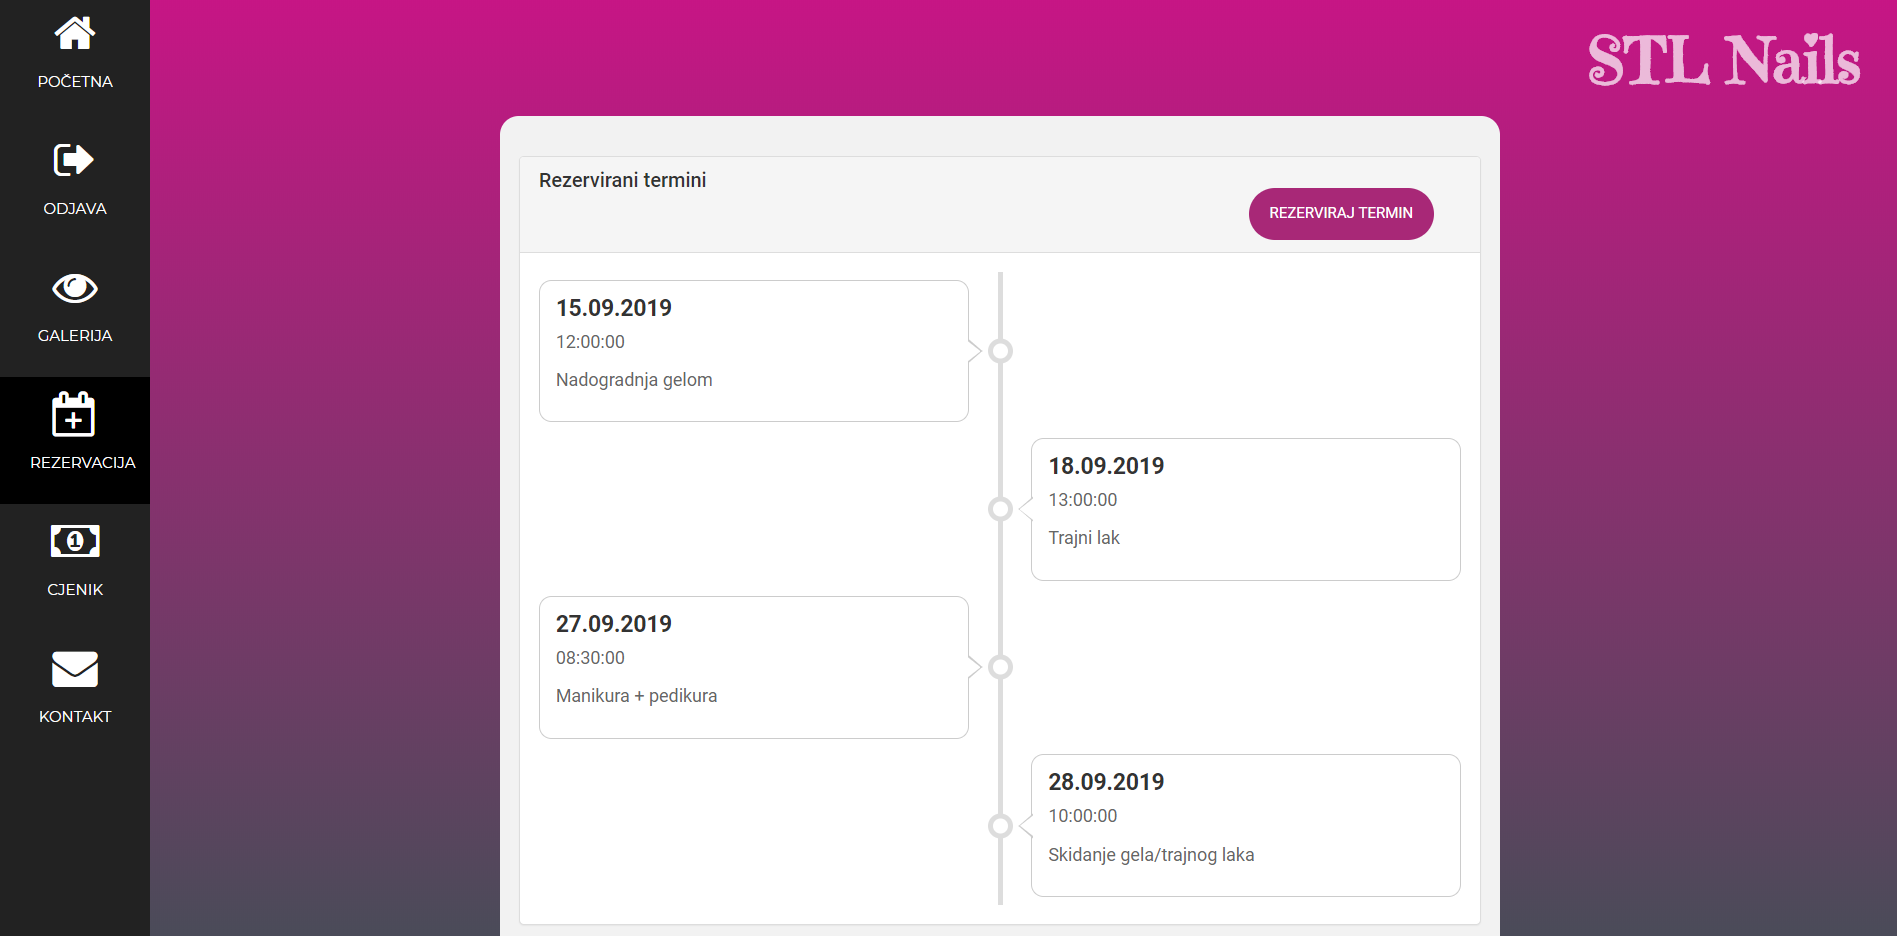 POČETNA
ODJAVA
GALERIJA
REZERVACIJA
1
CJENIK
KONTAKT
STL Nails
Rezervirani termini
REZERVIRAJ TERMIN
15.09.2019
12:00:00
Nadogradnja gelom
18.09.2019
13:00:00
Trajni lak
27.09.2019
08:30:00
Manikura + pedikura
28.09.2019
10:00:00
Skidanje gela/trajnog laka